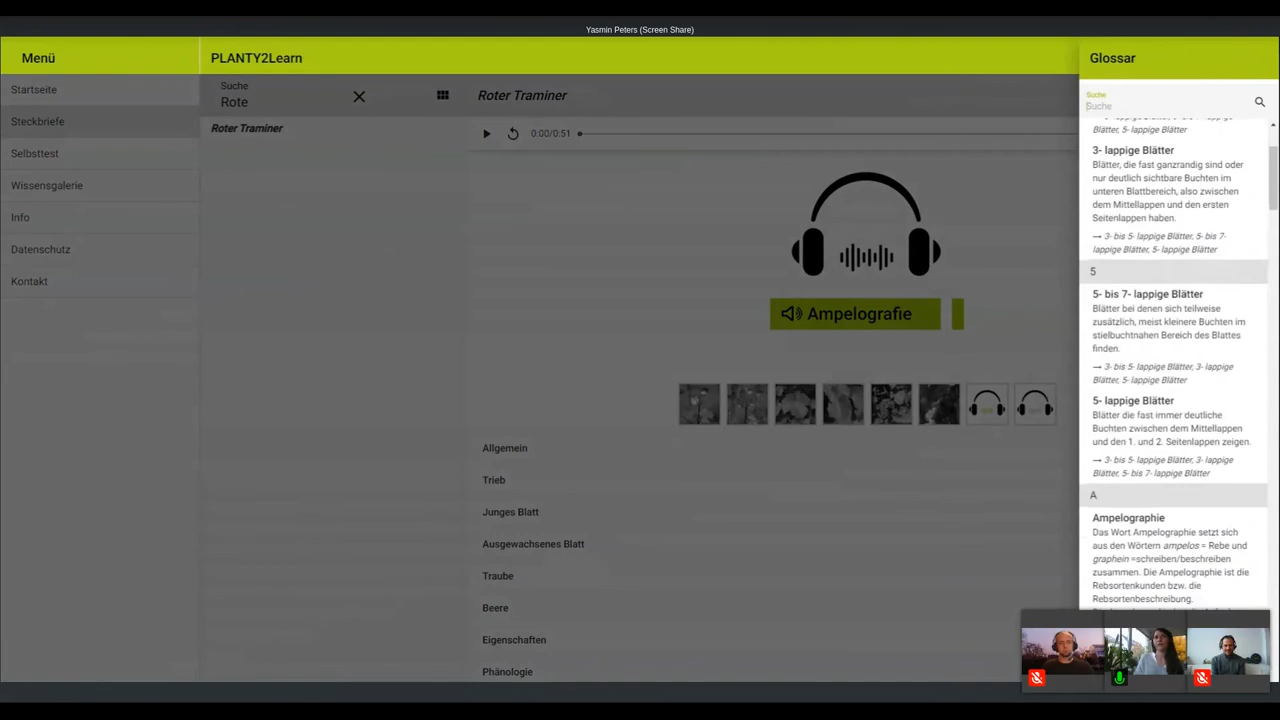 Yasmin Peters (Screen Share)
Menü
PLANTY2Learn
Glossar
Startseite
Steckbriefe
Selbsttest
Wissensgalerie
Info
Datenschutz
Kontakt
Suche
Rote
Roter Traminer
Roter Traminer
0:00/0:51
Ampelografie
Allgemein
Trieb
Junges Blatt
Ausgewachsenes Blatt
Traube
Beere
Eigenschaften
Phänologie
Suche
Suche
lappige Blätter, 5- bis 7- lappige
Blätter, 5- lappige Blätter
3- lappige Blätter
Blätter, die fast ganzrandig sind oder
nur deutlich sichtbare Buchten im
unteren Blattbereich, also zwischen
dem Mittellappen und den ersten
Seitenlappen haben.
→ 3- bis 5- lappige Blätter, 5- bis 7-
lappige Blätter, 5- lappige Blätter
5
5- bis 7- lappige Blätter
Blätter bei denen sich teilweise
zusätzlich, meist kleinere Buchten im
stielbuchtnahen Bereich des Blattes
finden.
→ 3- bis 5- lappige Blätter, 3- lappige
Blätter, 5- lappige Blätter
5- lappige Blätter
Blätter die fast immer deutliche
Buchten zwischen dem Mittellappen
und den 1. und 2. Seitenlappen zeigen.
→ 3- bis 5- lappige Blätter, 3- lappige
Blätter, 5- bis 7- lappige Blätter
A
Ampelographie
Das Wort Ampelographie setzt sich
aus den Wörtern ampelos = Rebe und
graphein =schreiben/beschreiben
zusammen. Die Ampelographie ist die
Rebsortenkunden bzw. die
Rebsortenbeschreibung.